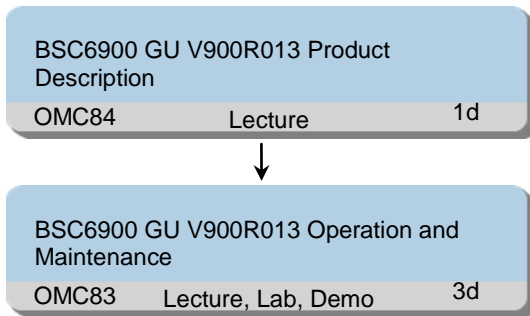 BSC6900 GU V900R013 Product
Description
OMC84 Lecture 1d
BSC6900 GU V900R013 Operation and
Maintenance
OMC83 Lecture, Lab, Demo 3d